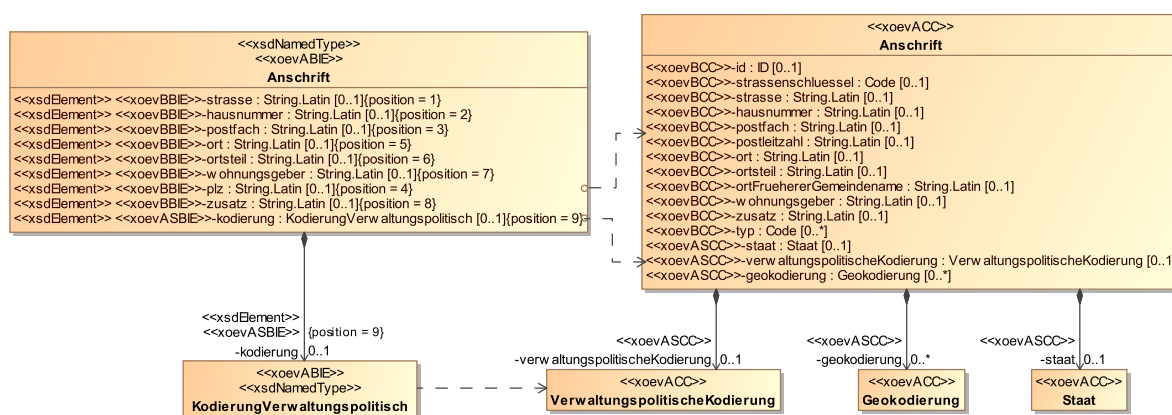 <<xsdNamedType>>
<<xoevABIE>>
Anschrift
<<xsdElement>> <<xoevBBIE>>-strasse : String.Latin [0..1]{position = 1}
<<xsdElement>> <<xoevBBIE>>-hausnummer : String.Latin [0..1]{position = 2}
<<xsdElement>> <<xoevBBIE>>-postfach : String.Latin [0..1]{position = 3}
<<xsdElement>> <<xoevBBIE>>-ort : String.Latin [0..1]{position = 5}
<<xsdElement>> <<xoevBBIE>>-ortsteil : String.Latin [0..1]{position = 6}
<<xsdElement>> <<xoevBBIE>>-wohnungsgeber : String.Latin [0..1]{position = 7}
<<xsdElement>> <<xoevBBIE>>-plz : String.Latin [0..1]{position = 4}
<<xsdElement>> <<xoevBBIE>>-zusatz : String.Latin [0..1]{position = 8}
<<xsdElement>> <<xoevASBIE>>-kodierung : KodierungVerwaltungspolitisch [0..1]{position = 9}
<<xoevACC>>
Anschrift
<<xoevBCC>>-id : ID [0..1]
<<xoevBCC>>-strassenschluessel : Code [0..1]
<<xoevBCC>>-strasse : String.Latin [0..1]
<<xoevBCC>>-hausnummer : String.Latin [0..1]
<<xoevBCC>>-postfach : String.Latin [0..1]
<<xoevBCC>>-postleitzahl : String.Latin [0..1]
<<xoevBCC>>-ort : String.Latin [0..1]
<<xoevBCC>>-ortsteil : String.Latin [0..1]
<<xoevBCC>>-ortFruehererGemeindename : String.Latin [0..1]
<<xoevBCC>>-wohnungsgeber : String.Latin [0..1]
<<xoevBCC>>-zusatz : String.Latin [0..1]
<<xoevBCC>>-typ : Code [0..*]
<<xoevASCC>>-staat : Staat [0..1]
<<xoevASCC>>-verwaltungspolitischeKodierung : VerwaltungspolitischeKodierung [0..1
<<xoevASCC>>-geokodierung : Geokodierung [0..*]
<<xsdElement>>
<<xoevASBIE>> {position = 9}
-kodierung 0..1
<<xoevASCC>>
-verwaltungspolitischeKodierung 0..1
<<xoevASCC>>
-geokodierung 0..*
<<xoevASCC>>
-staat 0..1
<<xoevABIE>>
<<xsdNamedType>>
KodierungVerwaltungspolitisch
<<xoevACC>>
VerwaltungspolitischeKodierung
<<xoevACC>>
Geokodierung
<<xoevACC>>
Staat